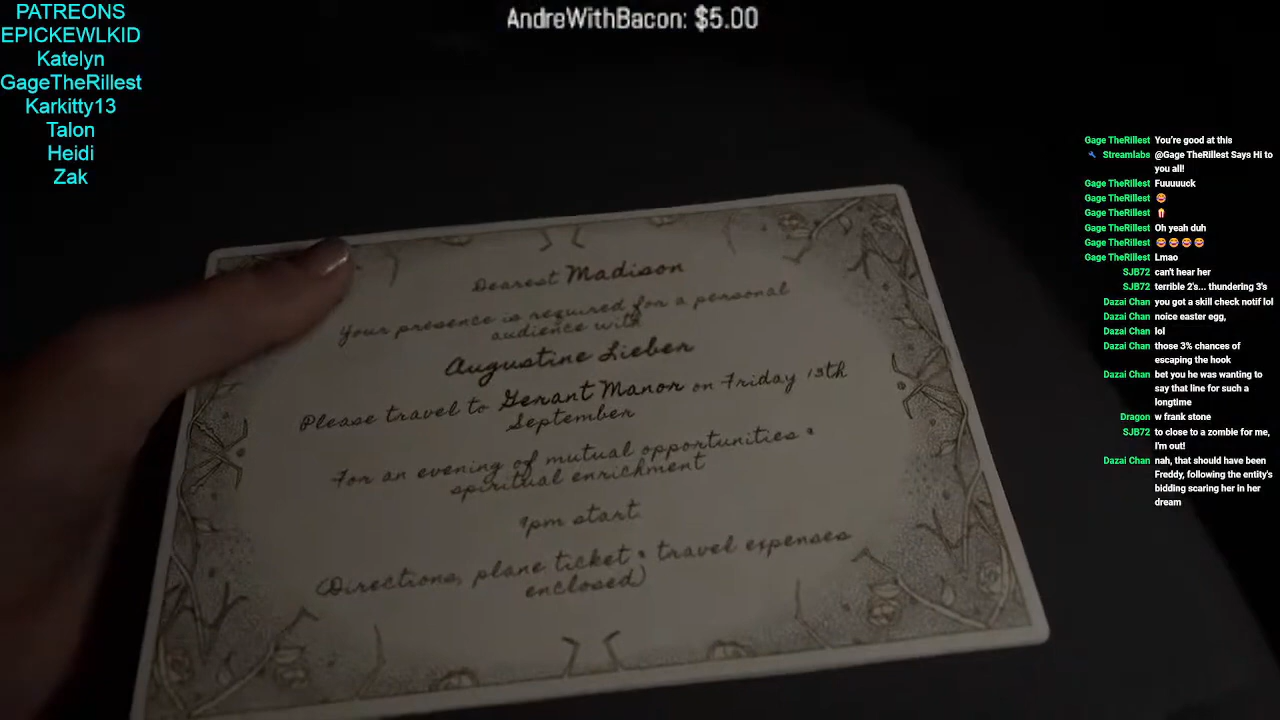 PATREONS
EPICKEWLKID
Katelyn
GageTheRillest
Karkitty13
Talon
Heidi
Zak
AndreWithBacon: $5.00
Dearest Madison
Your presence is required for a personal
audience with
Augustine Lieber
Please travel to Gerant Manor on Friday 13th
September
For an evening of mutual opportunities &
spiritual enrichment
9pm start
(Directions, plane ticket & travel expenses
enclosed)
Gage TheRillest You're good at this
Streamlabs @Gage TheRillest Says Hi to
you all!
Gage TheRillest Fuuuuuck
Gage TheRillest
Gage TheRillest
Gage TheRillest Oh yeah duh
Gage TheRillest
Gage TheRillest Lmao
SJB72 can't hear her
SJB72 terrible 2's... thundering 3's
Dazai Chan you got a skill check notif lol
Dazai Chan noice easter egg,
Dazai Chan lol
Dazai Chan those 3% chances of
escaping the hook
Dazai Chan bet you he was wanting to
say that line for such a
longtime
Dragon w frank stone
SJB72 to close to a zombie for me,
I'm out!
Dazai Chan nah, that should have been
Freddy, following the entity's
bidding scaring her in her
dream